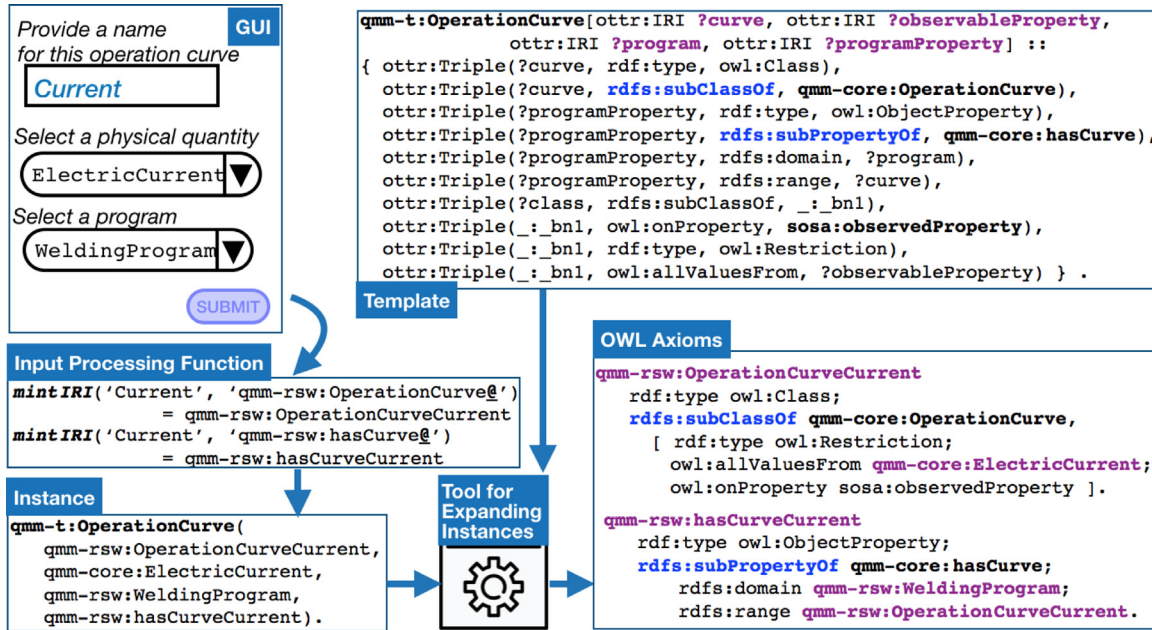 Provide a name
for this operation curve
GUI
Current
Select a physical quantity
ElectricCurrent
Select a program
WeldingProgram
SUBMIT
qmm-t:OperationCurve[ottr:IRI ?curve, ottr:IRI ?observableProperty,
ottr:IRI ?program, ottr:IRI ?programProperty] ::
{ ottr:Triple(?curve, rdf:type, owl:Class),
ottr:Triple(?curve, rdfs:subClassOf, qmm-core:OperationCurve),
ottr:Triple(?programProperty, rdf:type, owl:ObjectProperty),
ottr:Triple(?programProperty, rdfs:subPropertyOf, qmm-core:hasCurve),
ottr:Triple(?programProperty, rdfs:domain, ?program),
ottr:Triple(?programProperty, rdfs:range, ?curve),
ottr:Triple(?class, rdfs:subClassOf, _:_bn1),
ottr:Triple(_:_bn1, owl:onProperty, sosa:observedProperty),
ottr:Triple(_:_bn1, rdf:type, owl:Restriction),
ottr:Triple(_:_bn1, owl:allValuesFrom, ?observableProperty) } .
Template
Input Processing Function
mintIRI(‘Current’, ‘qmm-rsw:OperationCurve@’)
= qmm-rsw:OperationCurveCurrent
mintIRI(‘Current’, ‘qmm-rsw:hasCurve@’)
= qmm-rsw:hasCurveCurrent
Instance
qmm-t:OperationCurve(
qmm-rsw:OperationCurveCurrent,
qmm-core:ElectricCurrent,
qmm-rsw:WeldingProgram,
qmm-rsw:hasCurveCurrent).
Tool for
Expanding
Instances
OWL Axioms
qmm-rsw:OperationCurveCurrent
rdf:type owl:Class;
rdfs:subClassOf qmm-core:OperationCurve,
[ rdf:type owl:Restriction;
owl:allValuesFrom qmm-core:ElectricCurrent;
owl:onProperty sosa:observedProperty ].
qmm-rsw:hasCurveCurrent
rdf:type owl:ObjectProperty;
rdfs:subPropertyOf qmm-core:hasCurve;
rdfs:domain qmm-rsw:WeldingProgram;
rdfs:range qmm-rsw:OperationCurveCurrent.